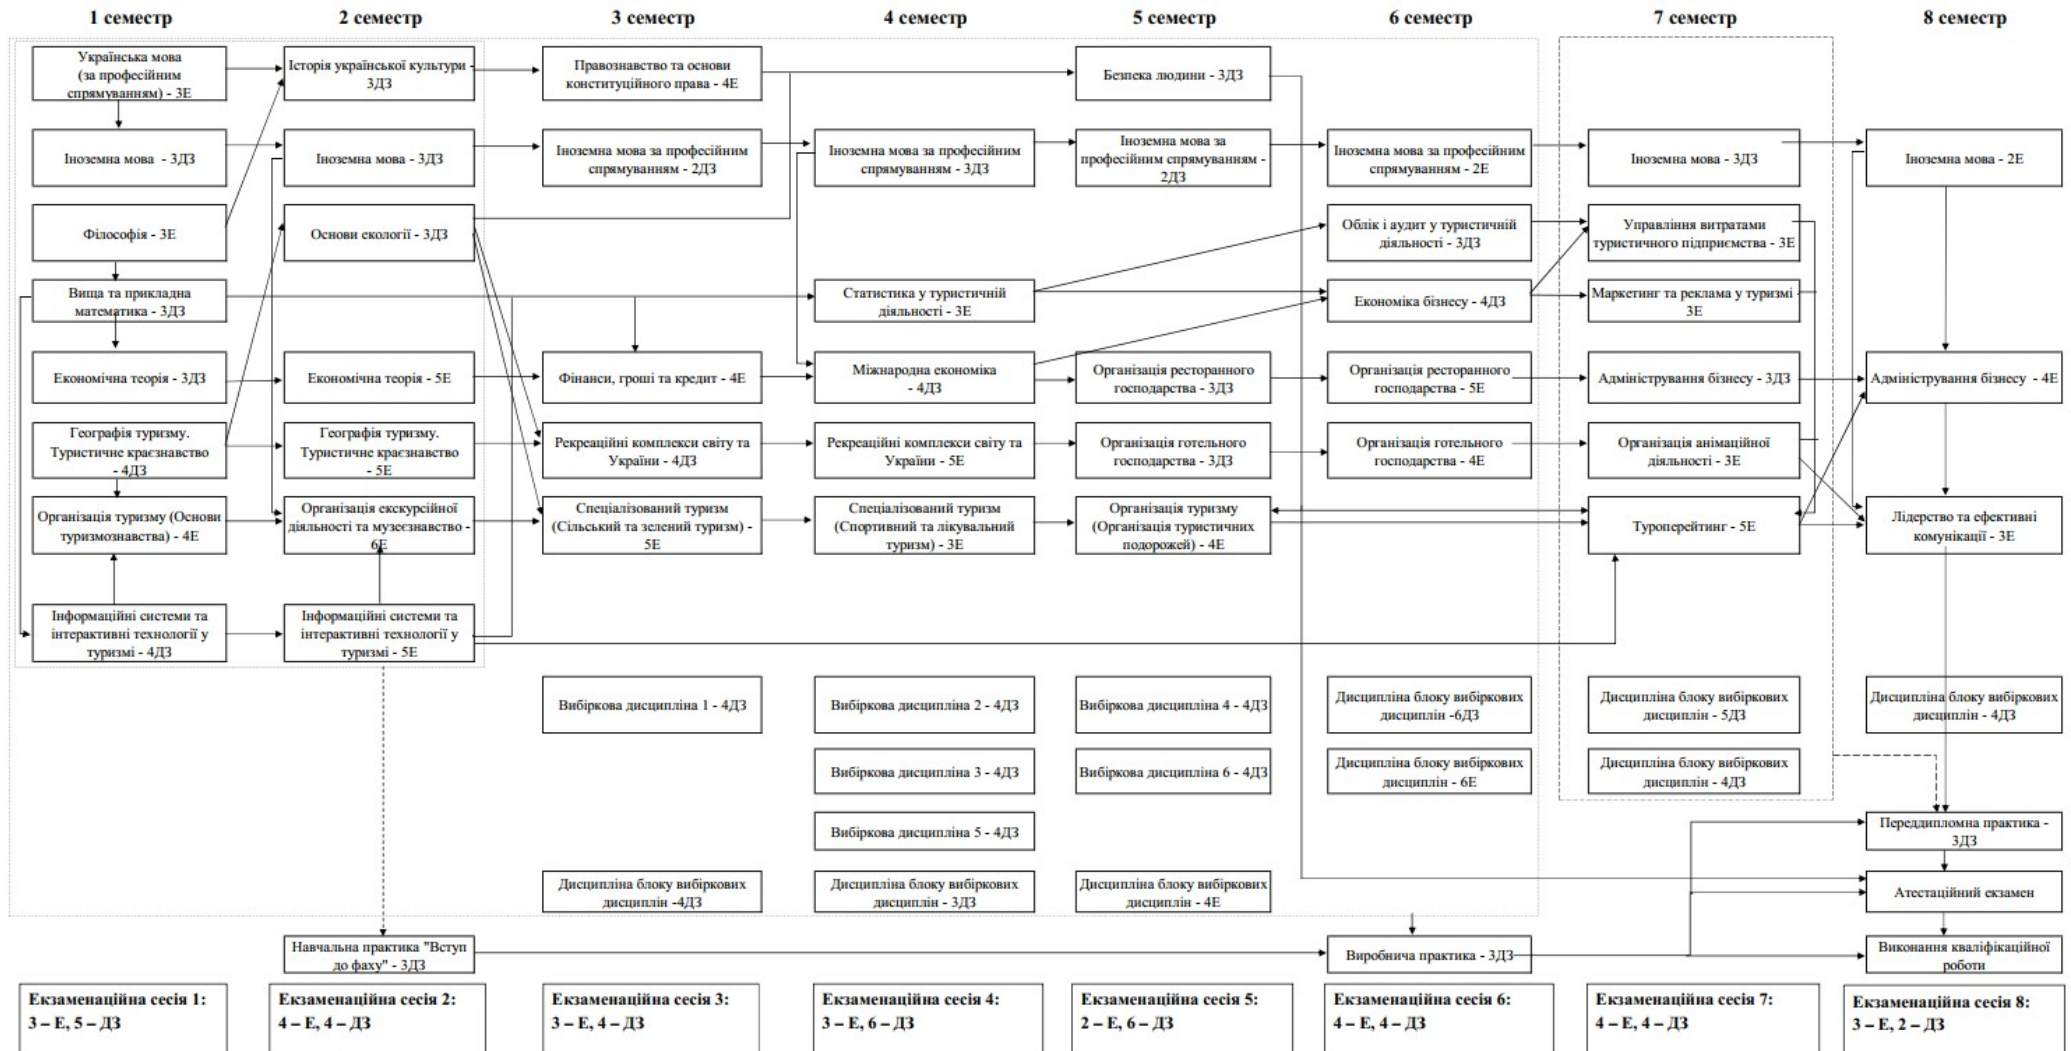 1 семестр
2 семестр
3 семестр
4 семестр
5 семестр
6 семестр
7 семестр
8 семестр
Українська мова
(за професійним
спрямуванням) - 3Е
Історія української культури -
3ДЗ
Правознавство та основи
конституційного права - 4Е
Безпека людини - 3ДЗ
Іноземна мова - 3ДЗ
Іноземна мова - 3ДЗ
Іноземна мова за професійним
спрямуванням - 2ДЗ
Іноземна мова за професійним
спрямуванням - 3ДЗ
Іноземна мова за
професійним спрямуванням -
2ДЗ
Іноземна мова за професійним
спрямуванням - 2Е
Іноземна мова - 3ДЗ
Іноземна мова - 2Е
Філософія - 3Е
Основи екології - 3ДЗ
Облік і аудит у туристичній
діяльності - 3ДЗ
Управління витратами
туристичного підприємства - 3Е
Вища та прикладна
математика - 3ДЗ
Статистика у туристичній
діяльності - 3Е
Економіка бізнесу - 4ДЗ
Маркетинг та реклама у туризмі
3Е
Економічна теорія - 3ДЗ
Економічна теорія - 5Е
Фінанси, гроші та кредит - 4Е
Міжнародна економіка
- 4ДЗ
Організація ресторанного
господарства - 3ДЗ
Організація ресторанного
господарства - 5Е
Адміністрування бізнесу - 3ДЗ
Адміністрування бізнесу - 4Е
Географія туризму.
Туристичне краєзнавство
- 4ДЗ
Географія туризму.
Туристичне краєзнавство
- 5Е
Рекреаційні комплекси світу та
України - 4ДЗ
Рекреаційні комплекси світу та
України - 5Е
Організація готельного
господарства - 3ДЗ
Організація готельного
господарства - 4Е
Організація анімаційної
діяльності - 3Е
Організація туризму (Основи
туризмознавства) - 4Е
Організація екскурсійної
діяльності та музеєзнавство -
6Е
Спеціалізований туризм
(Сільський та зелений туризм) -
5Е
Спеціалізований туризм
(Спортивний та лікувальний
туризм) - 3Е
Організація туризму
(Організація туристичних
подорожей) - 4Е
Туроперейтинг - 5Е
Лідерство та ефективні
комунікації - 3Е
Інформаційні системи та
інтерактивні технології у
туризмі - 4ДЗ
Інформаційні системи та
інтерактивні технології у
туризмі - 5Е
Вибіркова дисципліна 1 - 4ДЗ
Вибіркова дисципліна 2 - 4ДЗ
Вибіркова дисципліна 4 - 4ДЗ
Дисципліна блоку вибіркових
дисциплін -6ДЗ
Дисципліна блоку вибіркових
дисциплін - 5ДЗ
Дисципліна блоку вибіркових
дисциплін - 4ДЗ
Вибіркова дисципліна 3 - 4ДЗ
Вибіркова дисципліна 6 - 4ДЗ
Дисципліна блоку вибіркових
дисциплін - 6Е
Дисципліна блоку вибіркових
дисциплін - 4ДЗ
Вибіркова дисципліна 5 - 4ДЗ
Переддипломна практика -
3ДЗ
Дисципліна блоку вибіркових
дисциплін -4ДЗ
Дисципліна блоку вибіркових
дисциплін - 3ДЗ
Дисципліна блоку вибіркових
дисциплін - 4Е
Атестаційний екзамен
Навчальна практика "Вступ
до фаху" - 3ДЗ
Виробнича практика - 3ДЗ
Виконання кваліфікаційної
роботи
Екзаменаційна сесія 1:
3 – Е, 5 – ДЗ
Екзаменаційна сесія 2:
4 – Е, 4 – ДЗ
Екзаменаційна сесія 3:
3 – Е, 4 – ДЗ
Екзаменаційна сесія 4:
3 – Е, 6 – ДЗ
Екзаменаційна сесія 5:
2 – Е, 6 – ДЗ
Екзаменаційна сесія 6:
4 – Е, 4 – ДЗ
Екзаменаційна сесія 7:
4 – Е, 4 – ДЗ
Екзаменаційна сесія 8:
3 – Е, 2 – ДЗ